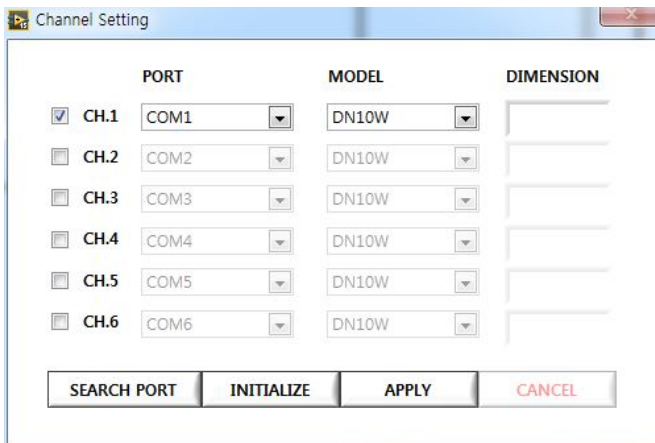 Channel Setting
PORT MODEL DIMENSION
CH.1 COM1 DN10W
CH.2 COM2 DN10W
CH.3 COM3 DN10W
CH.4 COM4 DN10W
CH.5 COM5 DN10W
CH.6 COM6 DN10W
SEARCH PORT INITIALIZE APPLY CANCEL